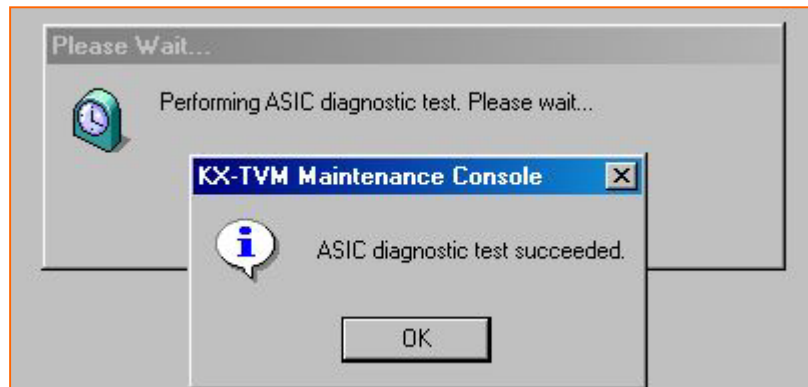 Please Wait...
Performing ASIC diagnostic test. Please wait...
KX-TVM Maintenance Console
ASIC diagnostic test succeeded.
OK